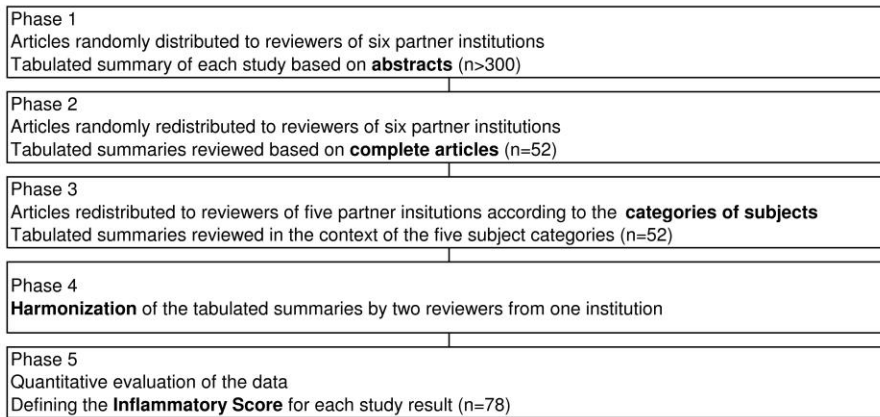 Phase 1
Articles randomly distributed to reviewers of six partner institutions
Tabulated summary of each study based on abstracts (n>300)
Phase 2
Articles randomly redistributed to reviewers of six partner institutions
Tabulated summaries reviewed based on complete articles (n=52)
Phase 3
Articles redistributed to reviewers of five partner insitutions according to the categories of subjects
Tabulated summaries reviewed in the context of the five subject categories (n=52)
Phase 4
Harmonization of the tabulated summaries by two reviewers from one institution
Phase 5
Quantitative evaluation of the data
Defining the Inflammatory Score for each study result (n=78)